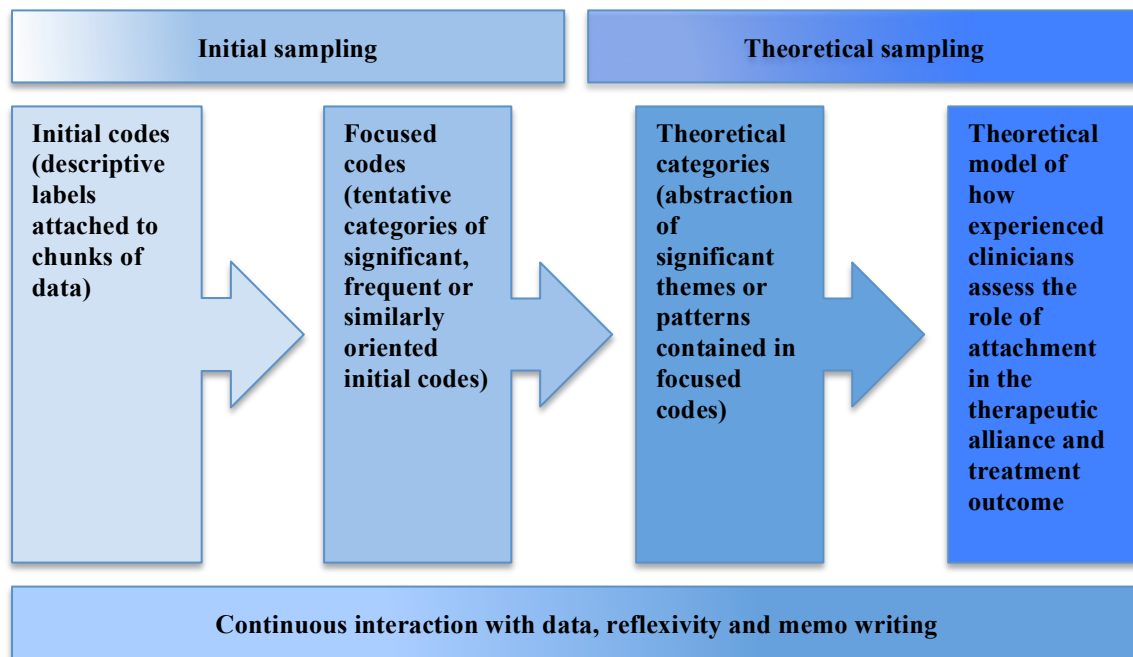 Initial sampling
Theoretical sampling
Initial codes
(descriptive
labels
attached to
chunks of
data)
Focused
codes
(tentative
categories of
significant,
frequent or
similarly
oriented
initial codes)
Theoretical
categories
(abstraction
of
significant
themes or
patterns
contained in
focused
codes)
Theoretical
model of
how
experienced
clinicians
assess the
role of
attachment
in the
therapeutic
alliance and
treatment
outcome
Continuous interaction with data, reflexivity and memo writing